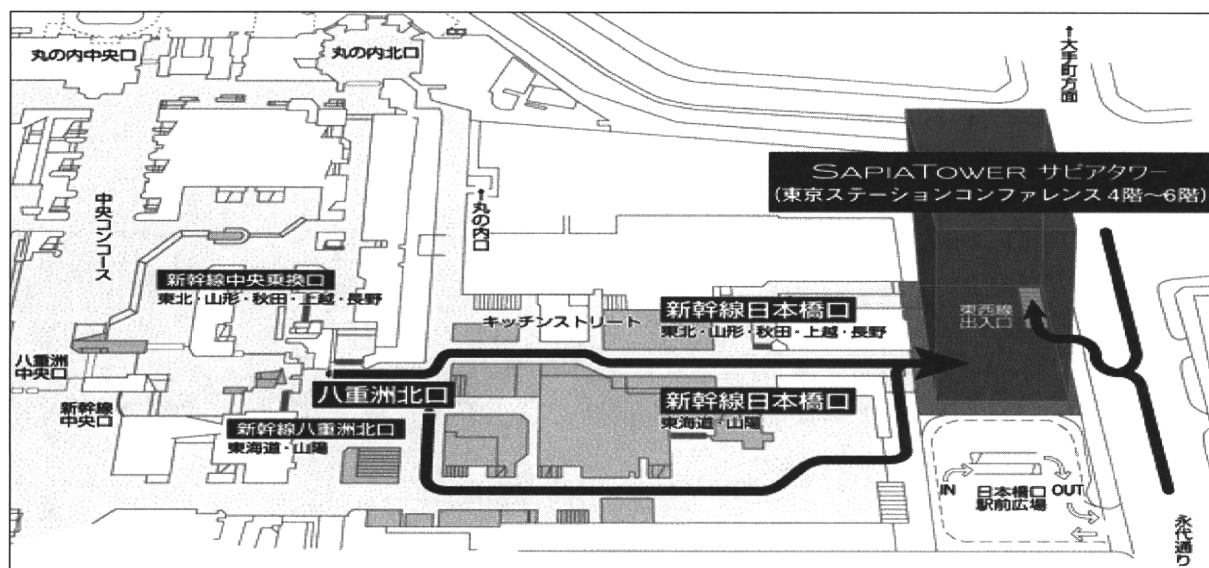 丸の内中央口
丸の内北口
↑大手町方面
SAPIATOWER サピアタワー
(東京ステーションコンファレンス 4階〜6階)
中央コンコース
↑丸の内口
新幹線中央乗換口
東北・山形・秋田・上越・長野
キッチンストリート
新幹線日本橋口
東北・山形・秋田・上越・長野
東西線
出入口
八重洲
中央口
八重洲北口
新幹線
中央口
新幹線八重洲北口
東海道・山陽
新幹線日本橋口
東海道・山陽
IN
日本橋口
駅前広場
OUT
永代通り